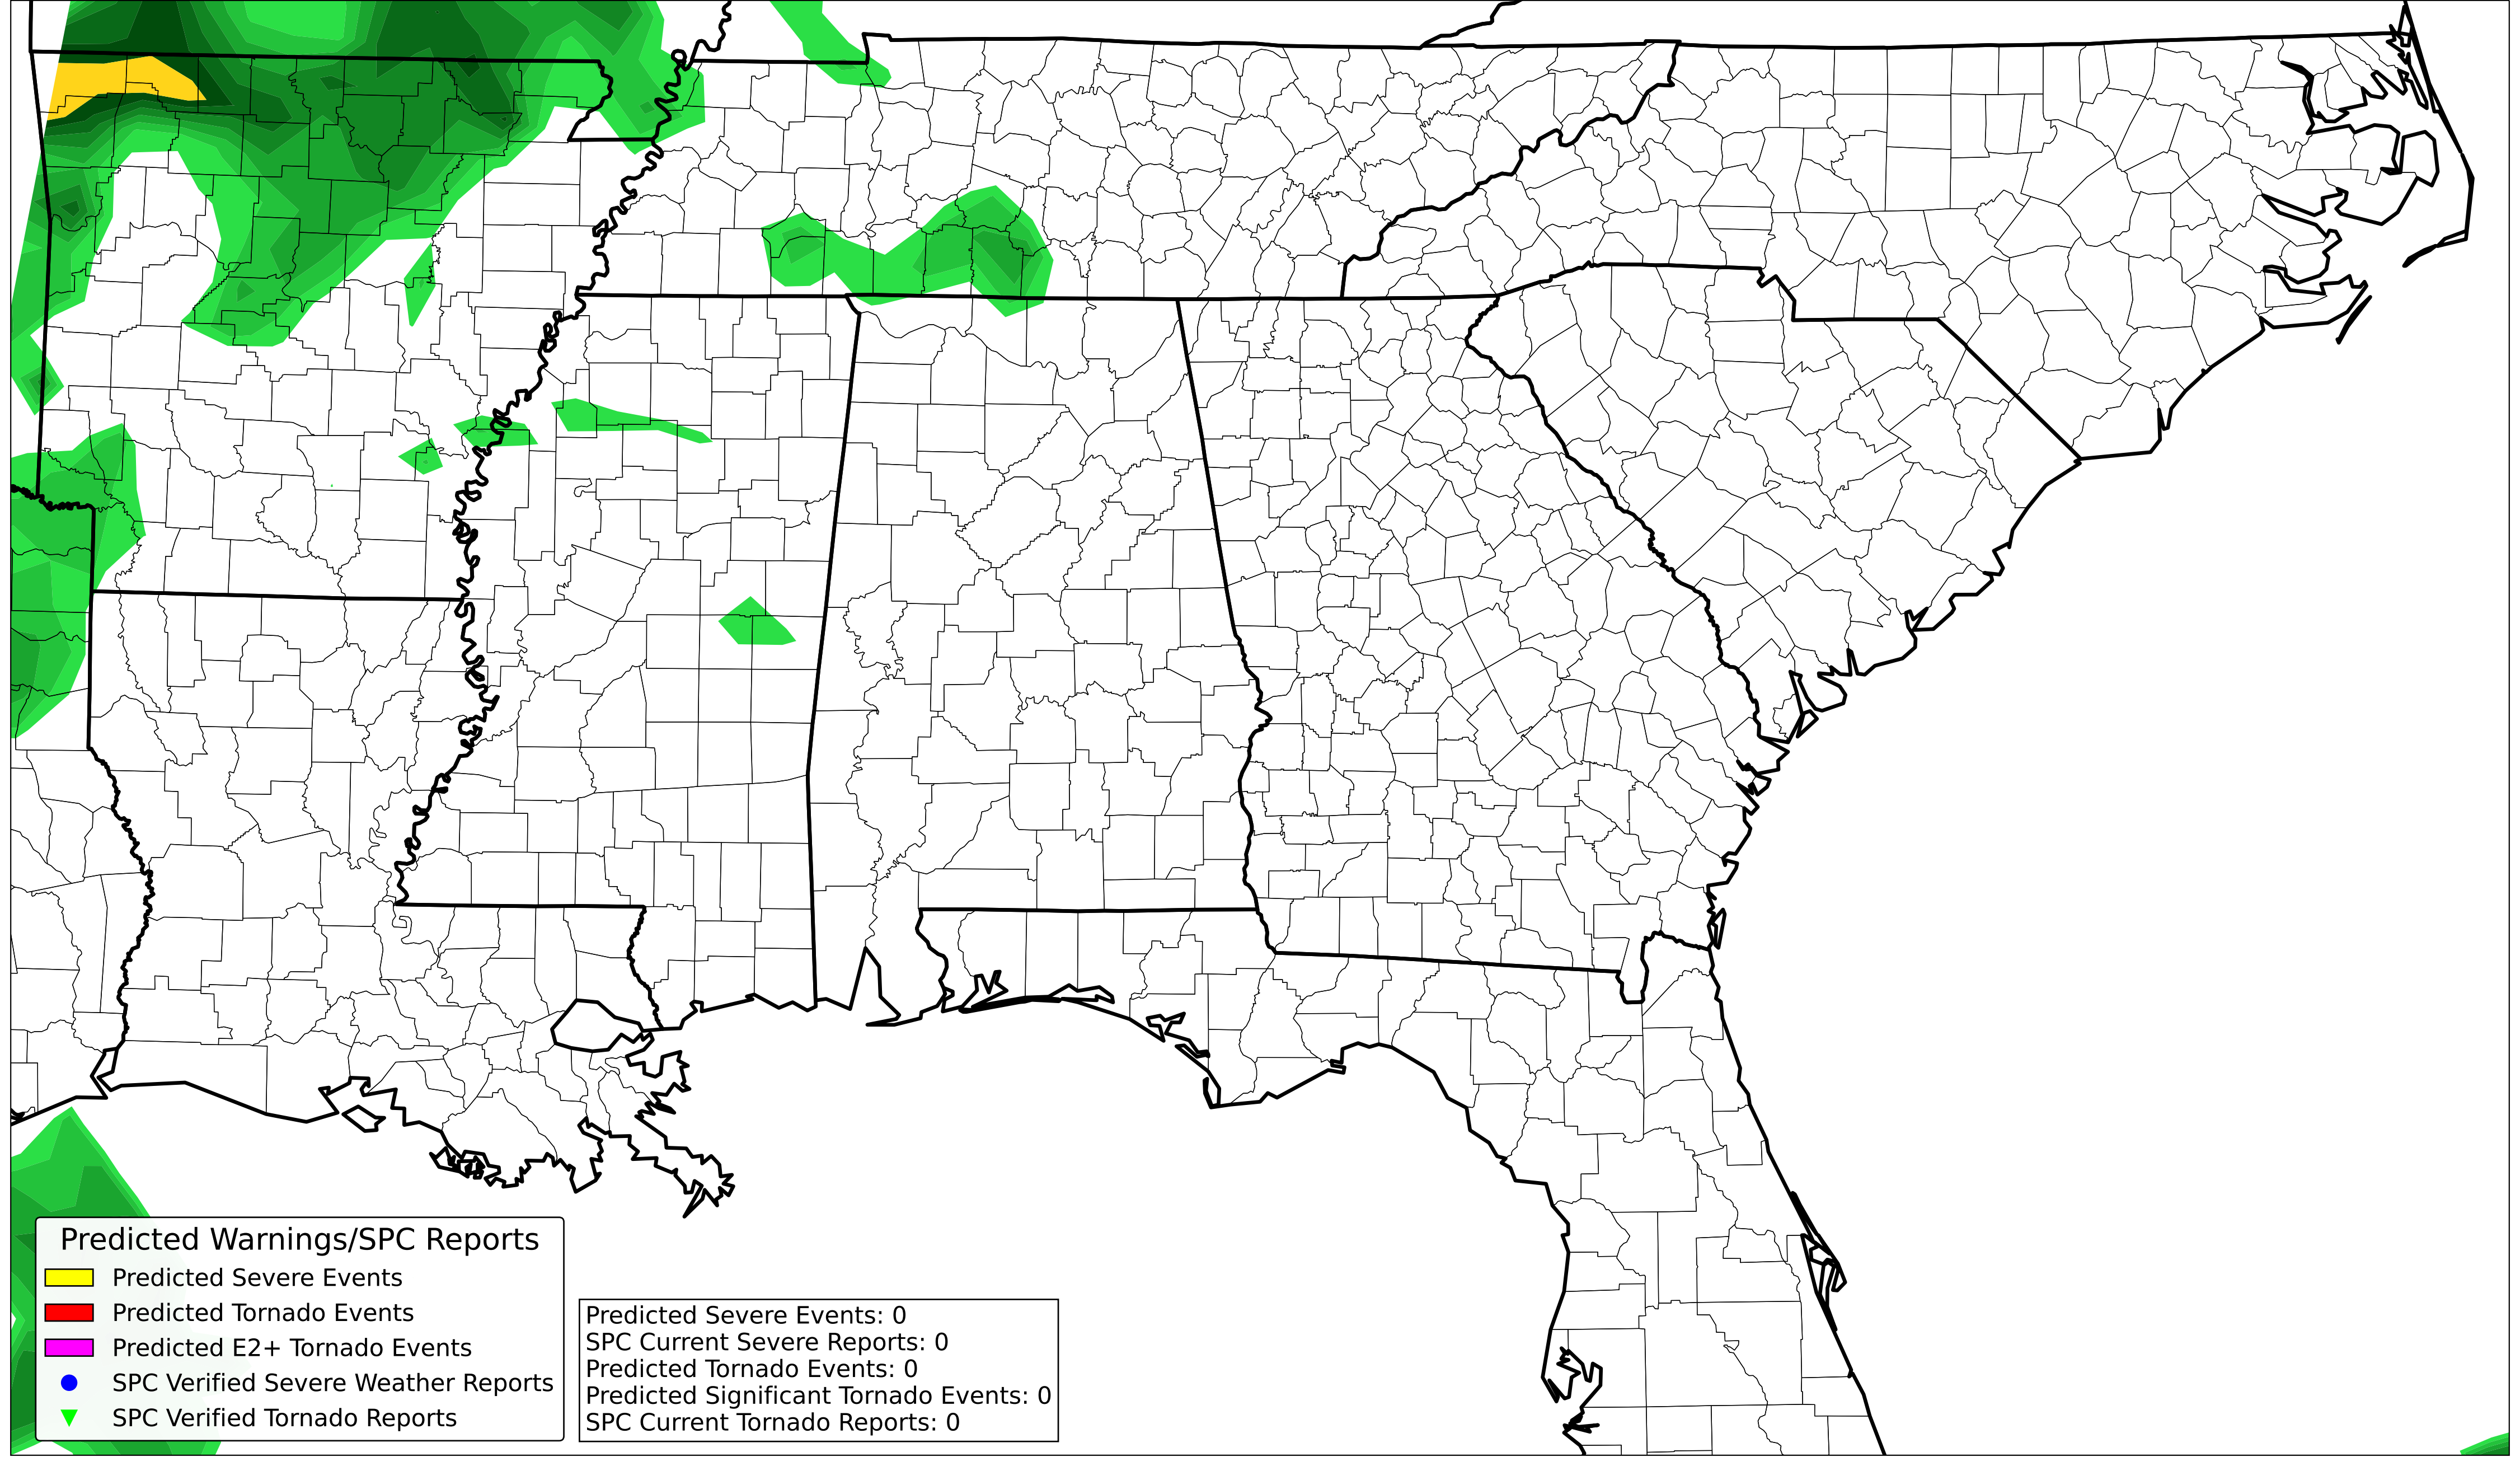 Predicted Warnings/SPC Reports
Predicted Severe Events
Predicted Tornado Events
Predicted E2+ Tornado Events
SPC Verified Severe Weather Reports
SPC Verified Tornado Reports
Predicted Severe Events: 0
SPC Current Severe Reports: 0
Predicted Tornado Events: 0
Predicted Significant Tornado Events: 0
SPC Current Tornado Reports: 0